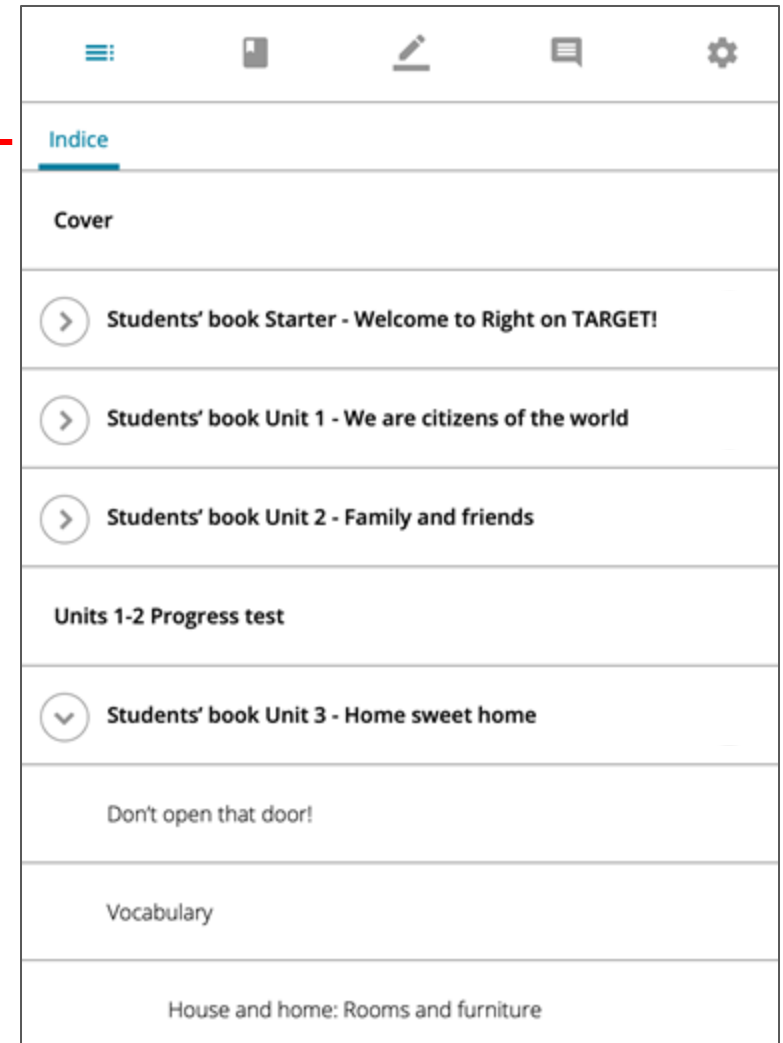 Indice
Cover
Students’ book Starter - Welcome to Right on TARGET!
Students’ book Unit 1 - We are citizens of the world
Students’ book Unit 2 - Family and friends
Units 1-2 Progress test
Students’ book Unit 3 - Home sweet home
Don’t open that door!
Vocabulary
House and home: Rooms and furniture